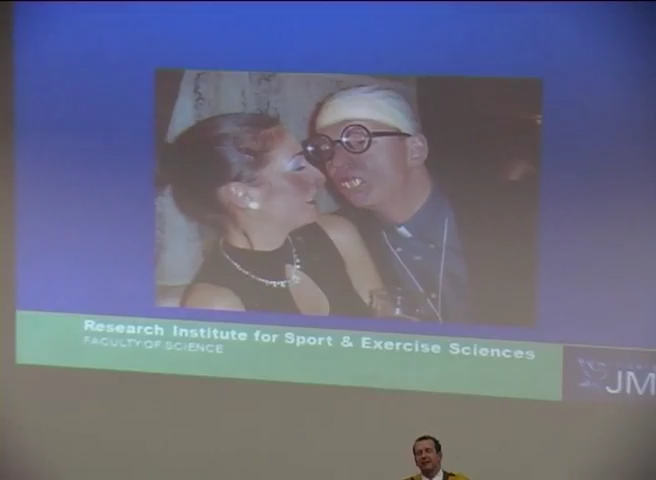 Research Institute for Sport & Exercise Sciences
FACULTY OF SCIENCE
JM